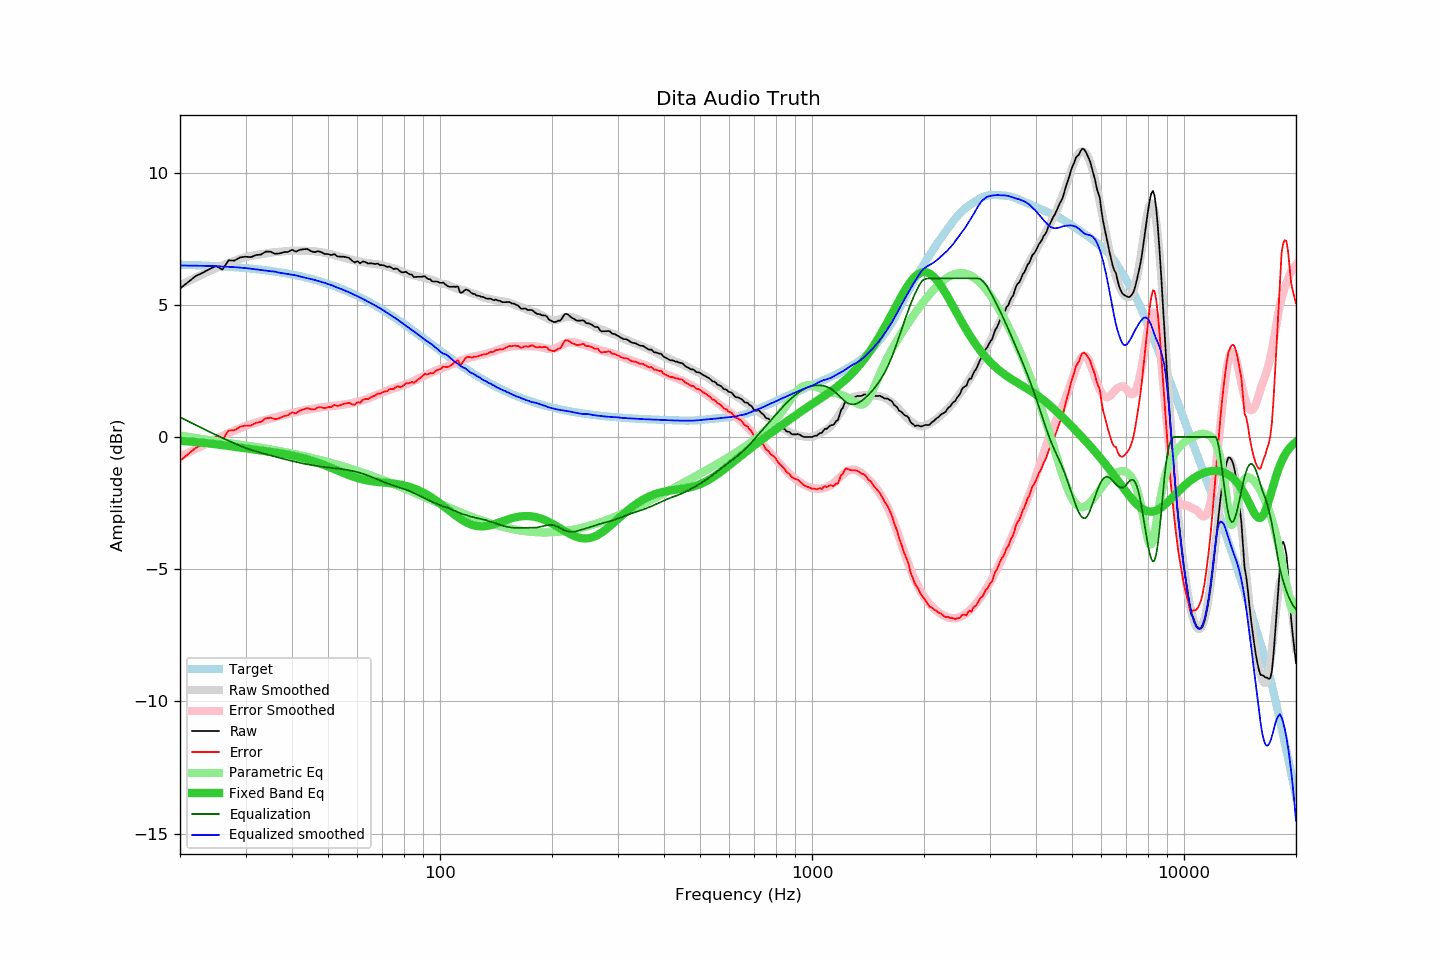 Dita Audio Truth
Amplitude (dBr)
10
5
0
−5
−10
−15
Target
Raw Smoothed
Error Smoothed
Raw
Error
Parametric Eq
Fixed Band Eq
Equalization
Equalized smoothed
100
1000
10000
Frequency (Hz)